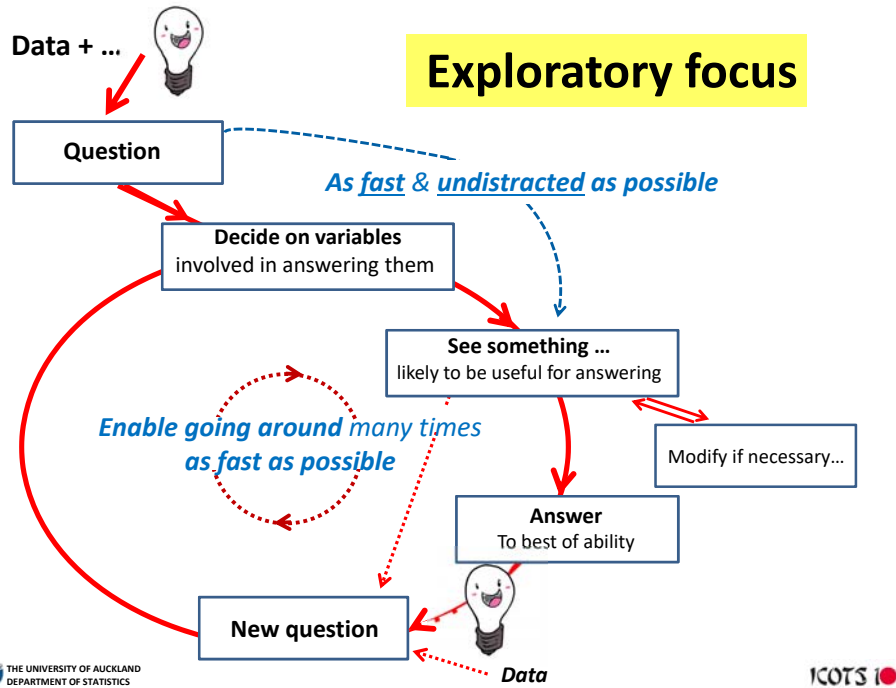 Data + …
Exploratory focus
Question
As fast & undistracted as possible
Decide on variables
involved in answering them
See something …
likely to be useful for answering
Enable going around many times
as fast as possible
Modify if necessary…
Answer
To best of ability
New question
Data
THE UNIVERSITY OF AUCKLAND
DEPARTMENT OF STATISTICS
ICOTS 10